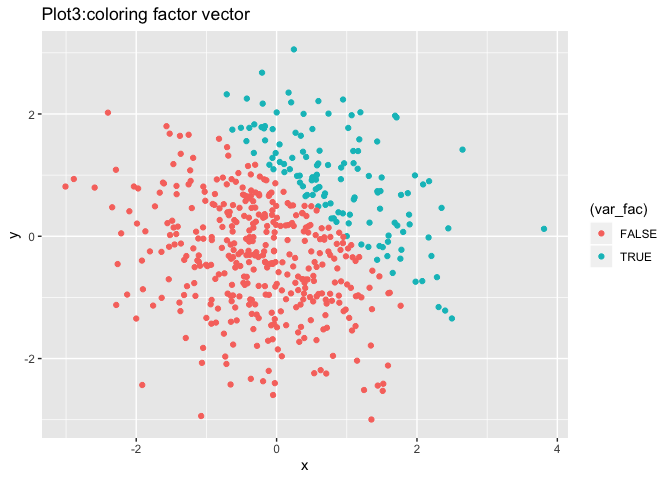 Plot3:coloring factor vector
2
0
-2
y
-2
0
2
4
x
(var_fac)
FALSE
TRUE